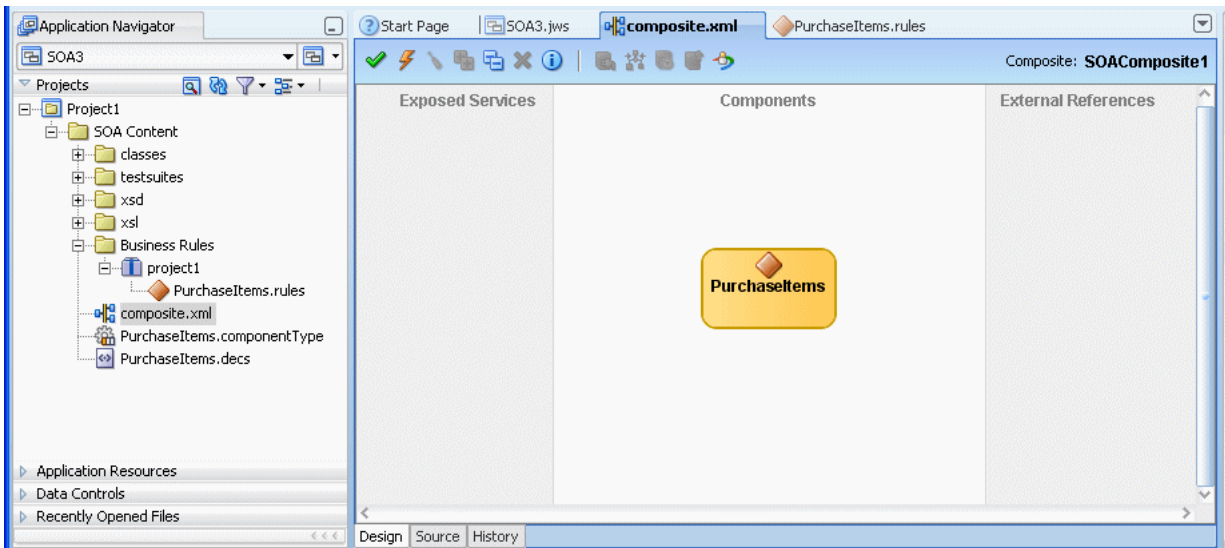 Application Navigator
SOA3
Projects
Project1
SOA Content
classes
testsuites
xsd
xsl
Business Rules
project1
PurchaseItems.rules
composite.xml
PurchaseItems.componentType
PurchaseItems.decs
Application Resources
Data Controls
Recently Opened Files
Start Page
SOA3.jws
composite.xml
PurchaseItems.rules
Composite: SOAComposite1
Exposed Services
Components
External References
PurchaseItems
Design
Source
History